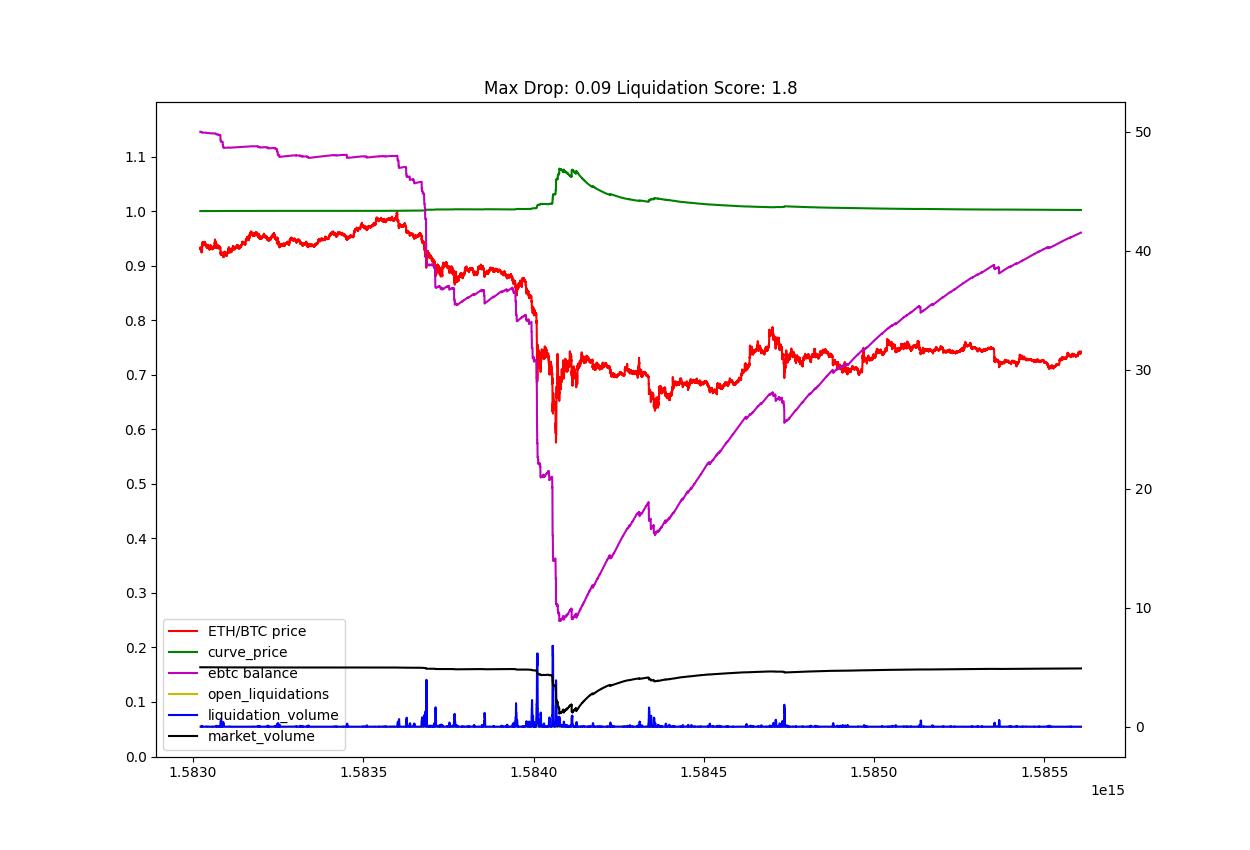 Max Drop: 0.09 Liquidation Score: 1.8
1.1
1.0
0.9
0.8
0.7
0.6
0.5
0.4
0.3
0.2
0.1
0.0
50
40
30
20
10
0
ETH/BTC price
curve_price
ebtc balance
open_liquidations
liquidation_volume
market_volume
1.5830 1.5835 1.5840 1.5845 1.5850 1.5855
1e15